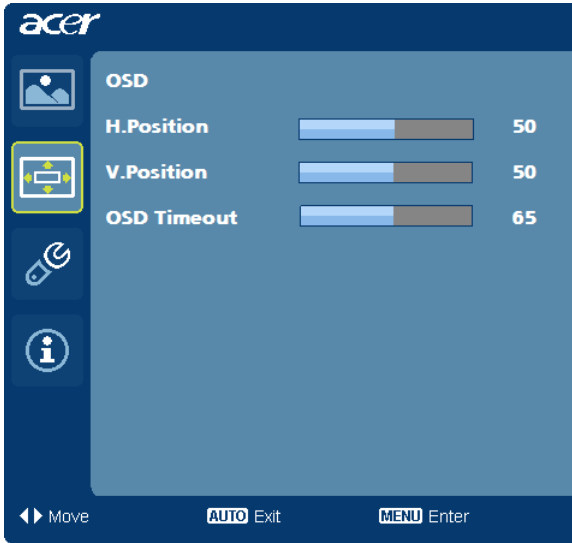 acer
OSD
H.Position 50
V.Position 50
OSD Timeout 65
Move AUTO Exit MENU Enter